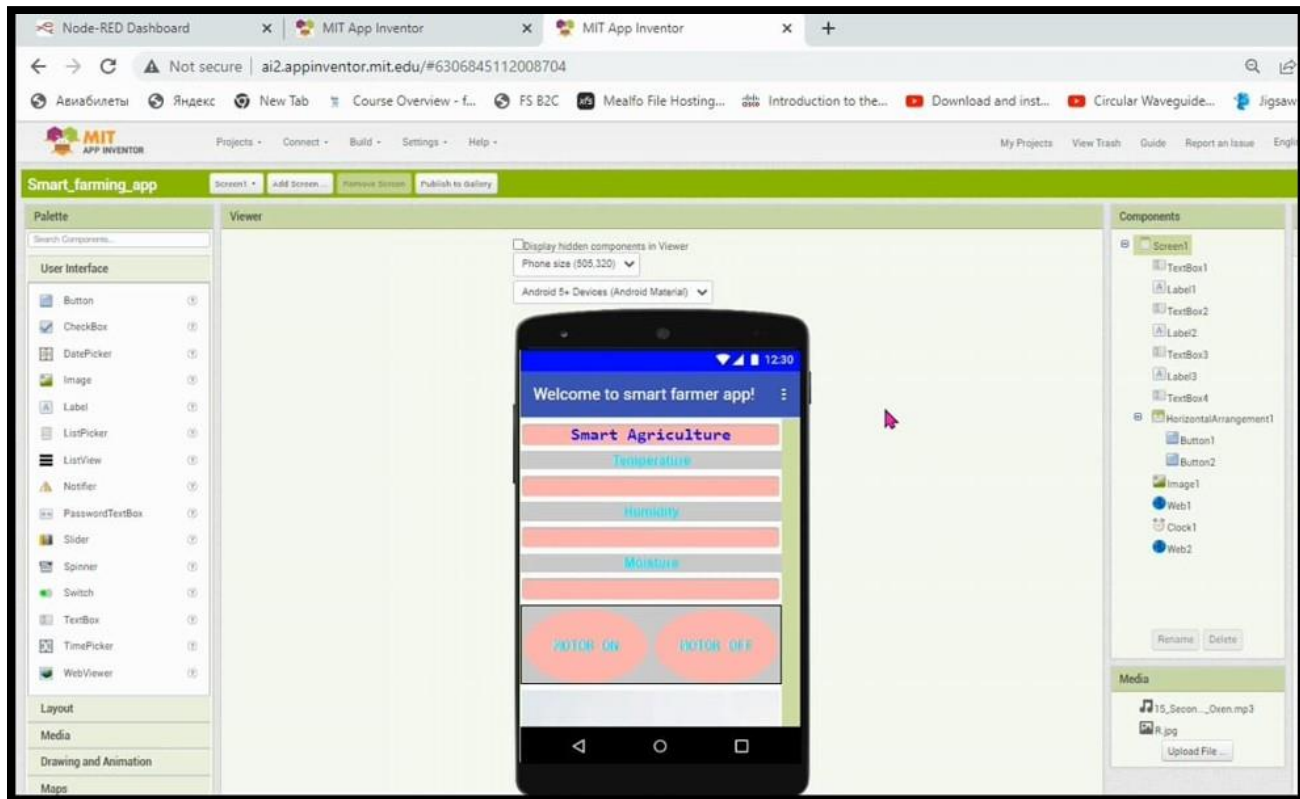 Node-RED Dashboard
MIT App Inventor
MIT App Inventor
Not secure ai2.appinventor.mit.edu/#6306845112008704
Авиабилеты Яндекс New Tab Course Overview - f... FS B2C Mealfo File Hosting... Introduction to the... Download and inst... Circular Waveguide... Jigsaw
MIT
APP INVENTOR
Projects Connect Build Settings Help My Projects View Trash Guide Report an Issue Englis
Smart_farming_app Screen1 Add Screen ... Remove Screen Publish to Gallery
Palette
Search Components...
User Interface
Button
CheckBox
DatePicker
Image
Label
ListPicker
ListView
Notifier
PasswordTextBox
Slider
Spinner
Switch
TextBox
TimePicker
WebViewer
Layout
Media
Drawing and Animation
Maps
Viewer
Display hidden components in Viewer
Phone size (505,320)
Android 5+ Devices (Android Material)
12:30
Welcome to smart farmer app!
Smart Agriculture
Temperature
Humidity
Moisture
MOTOR ON MOTOR OFF
Components
Screen1
TextBox1
Label1
TextBox2
Label2
TextBox3
Label3
TextBox4
HorizontalArrangement1
Button1
Button2
Image1
Web1
Clock1
Web2
Rename Delete
Media
15_Secon..._Oxen.mp3
R.jpg
Upload File ...